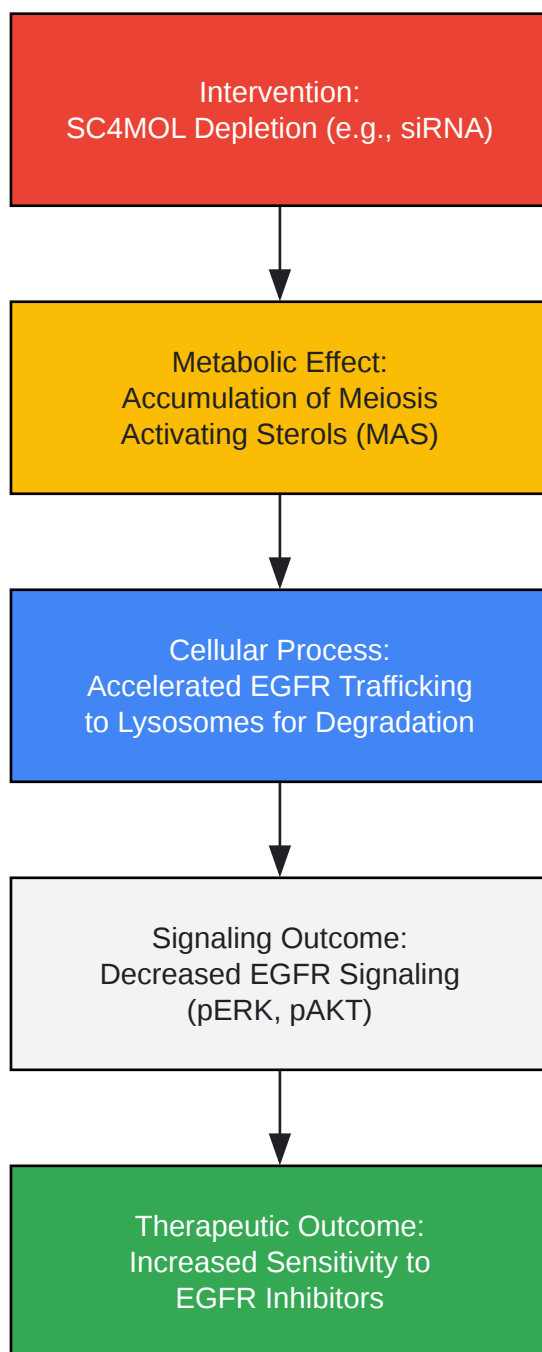 Intervention:
SC4MOL Depletion (e.g., siRNA)
Metabolic Effect:
Accumulation of Meiosis
Activating Sterols (MAS)
Cellular Process:
Accelerated EGFR Trafficking
to Lysosomes for Degradation
Signaling Outcome:
Decreased EGFR Signaling
(pERK, pAKT)
Therapeutic Outcome:
Increased Sensitivity to
EGFR Inhibitors